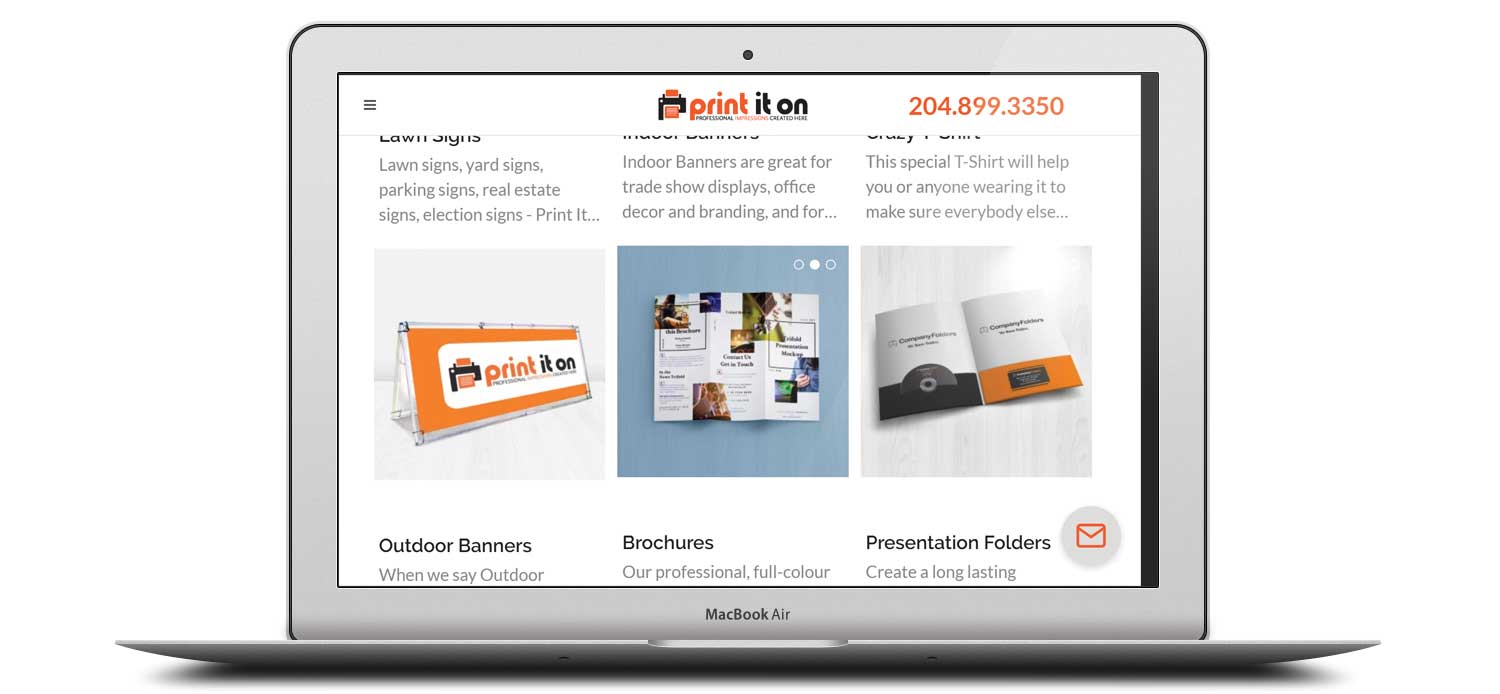 print it on
PROFESSIONAL IMPRESSIONS CREATED HERE
204.899.3350
Lawn Signs
Indoor Banners
Crazy T-Shirt
Lawn signs, yard signs,
parking signs, real estate
signs, election signs - Print It...
Indoor Banners are great for
trade show displays, office
decor and branding, and for...
This special T-Shirt will help
you or anyone wearing it to
make sure everybody else...
print it on
PROFESSIONAL IMPRESSIONS CREATED HERE
this Brochure
Contact Us
Get in Touch
In the
News Trifold
Trifold
Presentation
Mockup
CompanyFolders
CompanyFolders
Outdoor Banners
When we say Outdoor
Brochures
Our professional, full-colour
Presentation Folders
Create a long lasting
MacBook Air